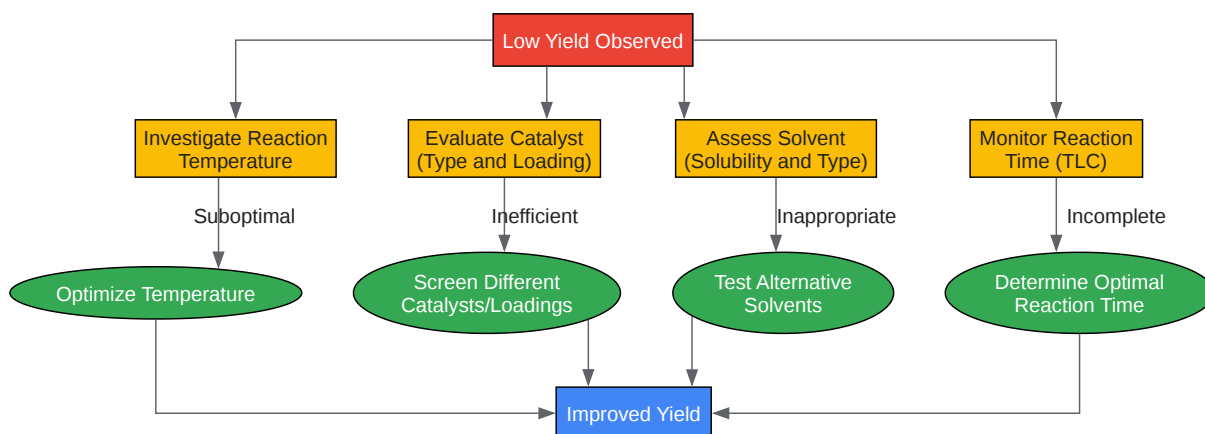 Low Yield Observed
Investigate Reaction
Temperature
Evaluate Catalyst
(Type and Loading)
Assess Solvent
(Solubility and Type)
Monitor Reaction
Time (TLC)
Suboptimal
Inefficient
Inappropriate
Incomplete
Optimize Temperature
Screen Different
Catalysts/Loadings
Test Alternative
Solvents
Determine Optimal
Reaction Time
Improved Yield